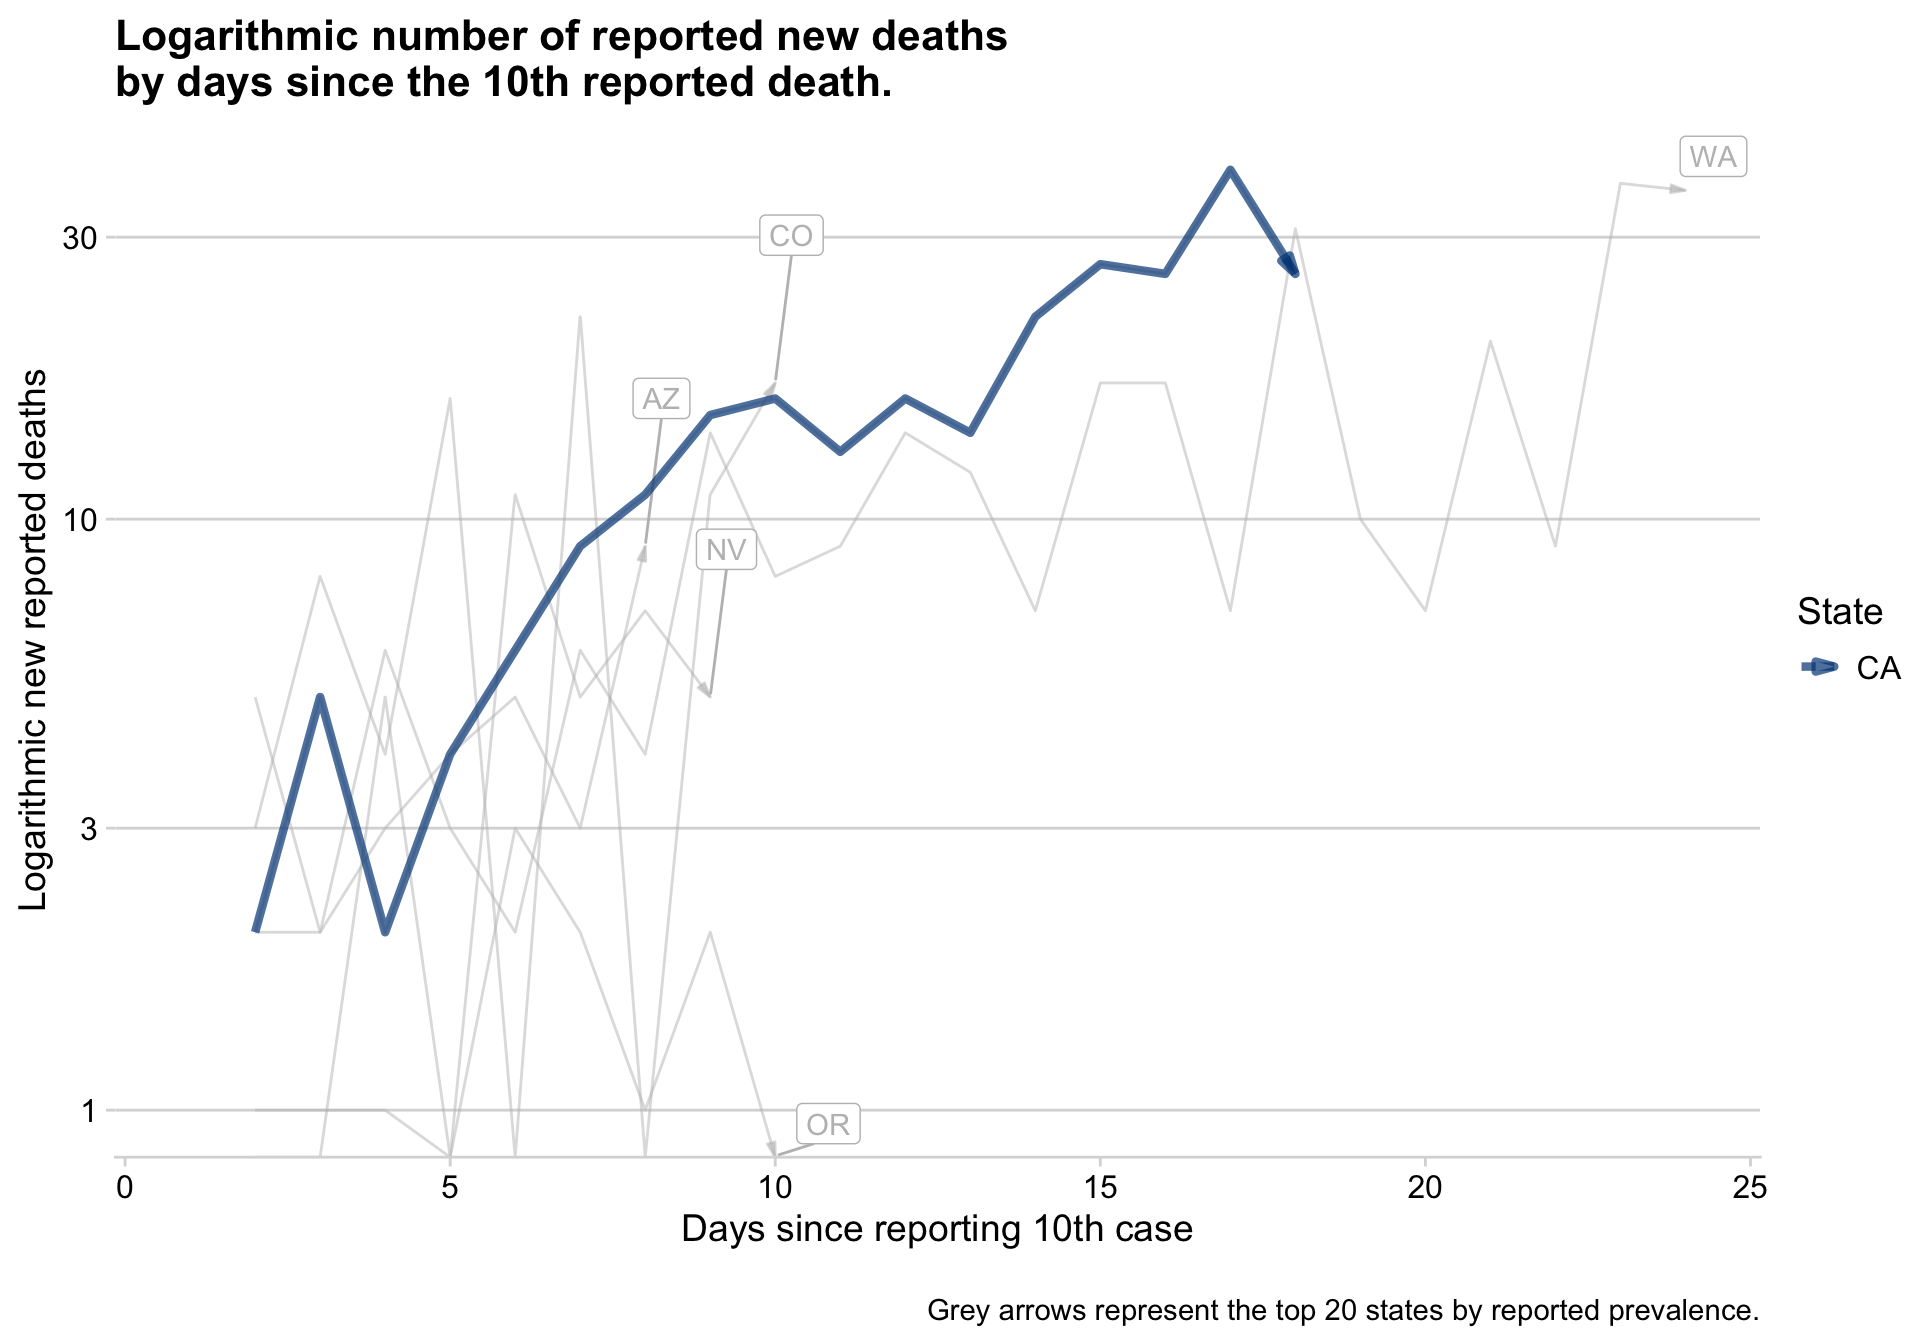 Logarithmic number of reported new deaths
by days since the 10th reported death.
WA
CO
30
AZ
10
NV
Logarithmic new reported deaths
State
CA
3
1
OR
0 5 10 15 20 25
Days since reporting 10th case
Grey arrows represent the top 20 states by reported prevalence.